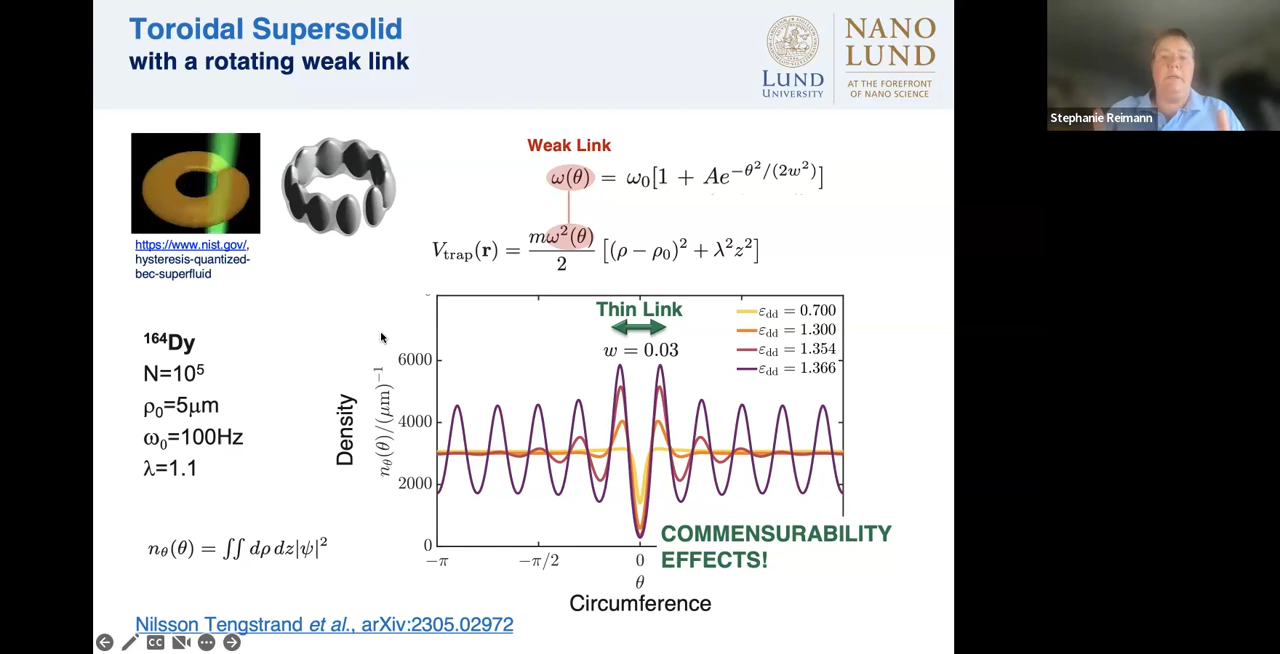 Toroidal Supersolid
with a rotating weak link
LUND
UNIVERSITY
NANO
LUND
AT THE FOREFRONT
OF NANO SCIENCE
Stephanie Reimann
https://www.nist.gov/,
hysteresis-quantized-
bec-superfluid
Weak Link
ω(θ) = ω₀[1 + Ae^{−θ²/(2w²)}]
V_trap(r) = mω²(θ)/2 [(ρ − ρ₀)² + λ²z²]
¹⁶⁴Dy
N=10⁵
ρ₀=5μm
ω₀=100Hz
λ=1.1
n_θ(θ) = ∫∫ dρ dz|ψ|²
Thin Link
w = 0.03
ε_dd = 0.700
ε_dd = 1.300
ε_dd = 1.354
ε_dd = 1.366
Density
n_θ(θ)/(μm)⁻¹
6000
4000
2000
0
−π
−π/2
0
θ
Circumference
COMMENSURABILITY
EFFECTS!
Nilsson Tengstrand et al., arXiv:2305.02972
CC